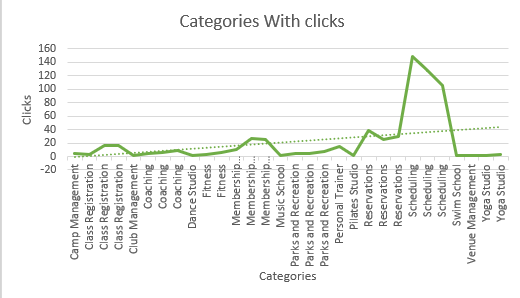 Categories With clicks
Clicks
160
140
120
100
80
60
40
20
0
-20
Camp Management
Class Registration
Class Registration
Class Registration
Club Management
Coaching
Coaching
Coaching
Dance Studio
Fitness
Fitness
Membership…
Membership…
Membership…
Music School
Parks and Recreation
Parks and Recreation
Parks and Recreation
Personal Trainer
Pilates Studio
Reservations
Reservations
Reservations
Scheduling
Scheduling
Scheduling
Swim School
Venue Management
Yoga Studio
Yoga Studio
Categories